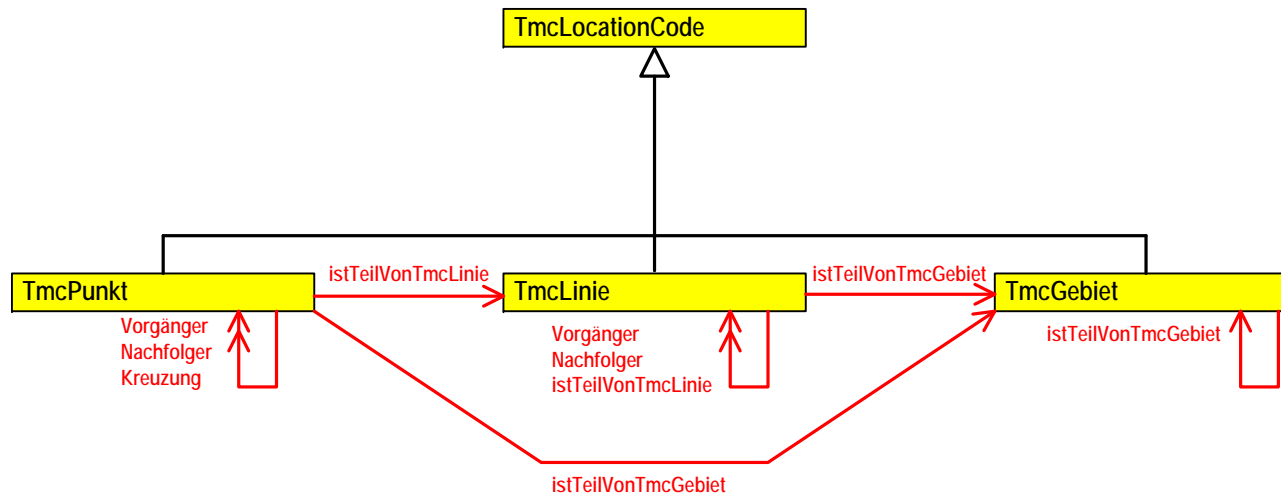 TmcLocationCode
istTeilVonTmcLinie
istTeilVonTmcGebiet
TmcPunkt
TmcLinie
TmcGebiet
Vorgänger
Nachfolger
Kreuzung
Vorgänger
Nachfolger
istTeilVonTmcLinie
istTeilVonTmcGebiet
istTeilVonTmcGebiet